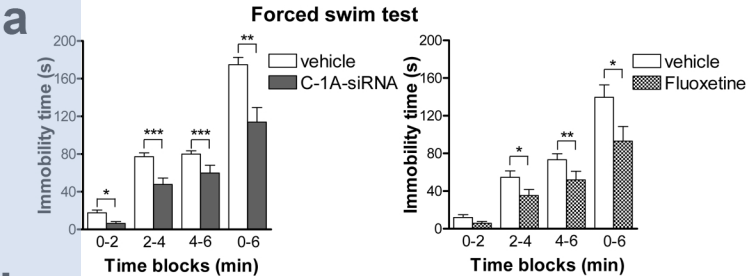 a
Forced swim test
Immobility time (s)
200
160
120
80
40
0
*
***
***
**
vehicle
C-1A-siRNA
0-2
2-4
4-6
0-6
Time blocks (min)
Immobility time (s)
200
160
120
80
40
0
*
**
*
vehicle
Fluoxetine
0-2
2-4
4-6
0-6
Time blocks (min)